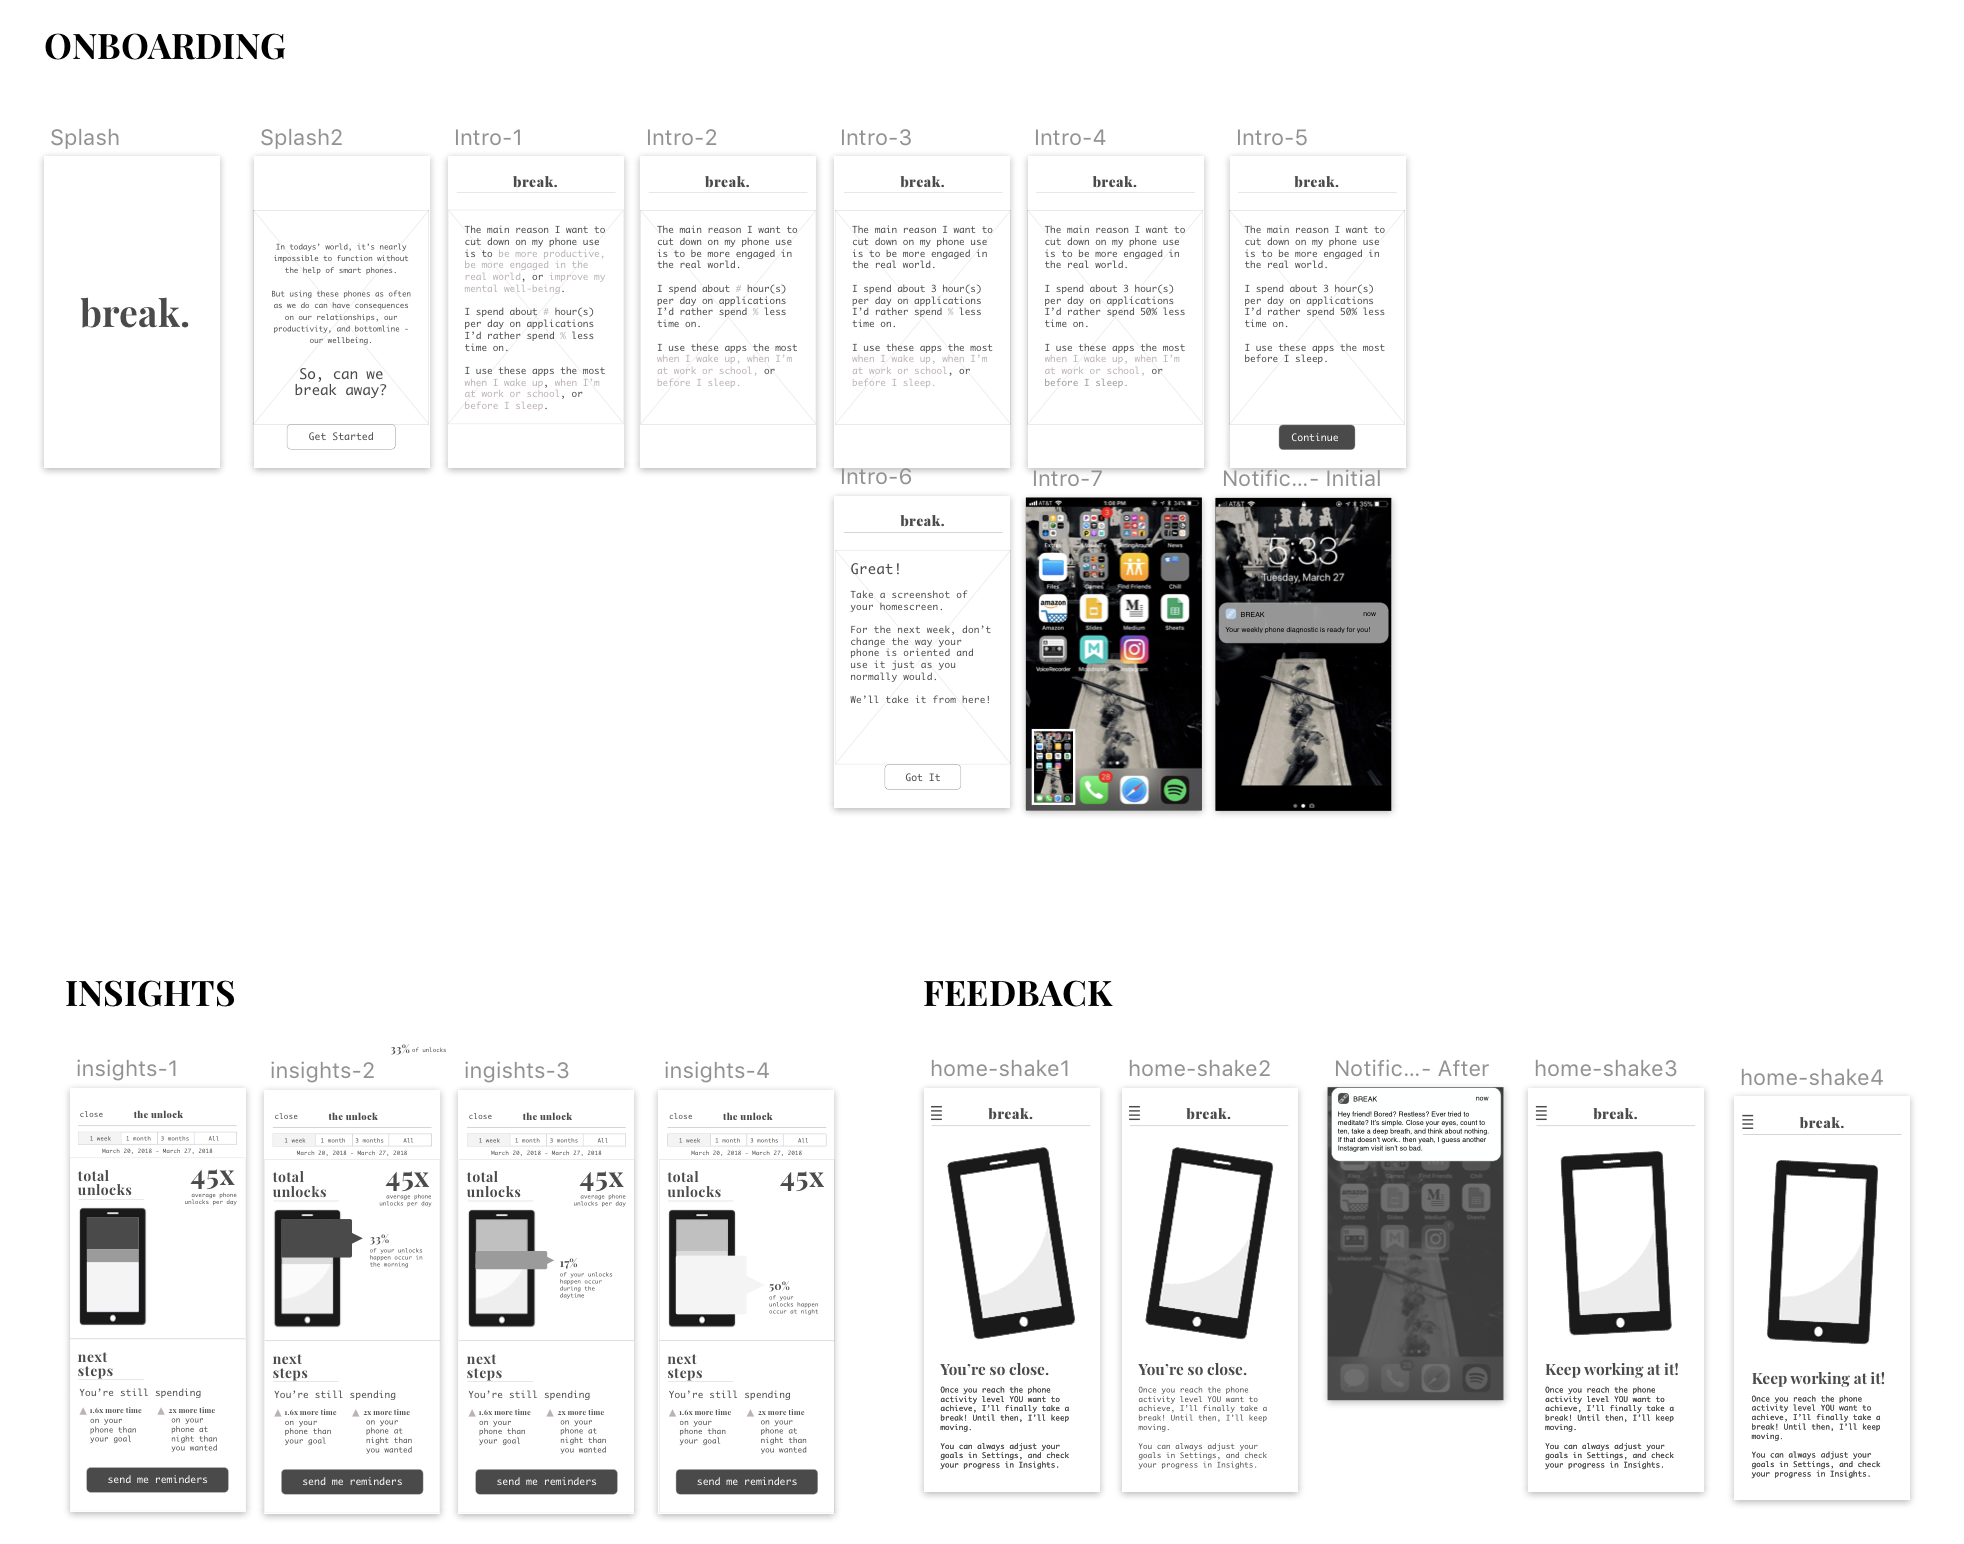 ONBOARDING
Splash
break.
Splash2
In todays' world, it's nearly
impossible to function without
the help of smart phones.
But using these phones as often
as we do can have consequences
on our relationships, our
productivity, and bottomline -
our wellbeing.
So, can we
break away?
Get Started
Intro-1
break.
The main reason I want to
cut down on my phone use
is to be more productive,
be more engaged in the
real world, or improve my
mental well-being.
I spend about # hour(s)
per day on applications
I'd rather spend % less
time on.
I use these apps the most
when I wake up, when I'm
at work or school, or
before I sleep.
Intro-2
break.
The main reason I want to
cut down on my phone use
is to be more engaged in
the real world.
I spend about # hour(s)
per day on applications
I'd rather spend % less
time on.
I use these apps the most
when I wake up, when I'm
at work or school, or
before I sleep.
Intro-3
break.
The main reason I want to
cut down on my phone use
is to be more engaged in
the real world.
I spend about 3 hour(s)
per day on applications
I'd rather spend % less
time on.
I use these apps the most
when I wake up, when I'm
at work or school, or
before I sleep.
Intro-4
break.
The main reason I want to
cut down on my phone use
is to be more engaged in
the real world.
I spend about 3 hour(s)
per day on applications
I'd rather spend 50% less
time on.
I use these apps the most
when I wake up, when I'm
at work or school, or
before I sleep.
Intro-5
break.
The main reason I want to
cut down on my phone use
is to be more engaged in
the real world.
I spend about 3 hour(s)
per day on applications
I'd rather spend 50% less
time on.
I use these apps the most
before I sleep.
Continue
Intro-6
break.
Great!
Take a screenshot of
your homescreen.
For the next week, don't
change the way your
phone is oriented and
use it just as you
normally would.
We'll take it from here!
Got It
Intro-7
AT&T 5:08 PM 34%
3
Extras News
Files Games Find Friends Chill
amazon
Amazon Slides Medium Sheets
VoiceRecorder Instagram
28
Notific...- Initial
AT&T 35%
5:33
Tuesday, March 27
BREAK now
Your weekly phone diagnostic is ready for you!
INSIGHTS
33% of unlocks
insights-1
close the unlock
1 week 1 month 3 months All
March 20, 2018 - March 27, 2018
total
unlocks
45X
average phone
unlocks per day
next
steps
You're still spending
1.6x more time
on your
phone than
your goal
2x more time
on your
phone at
night than
you wanted
send me reminders
insights-2
close the unlock
1 week 1 month 3 months All
March 20, 2018 - March 27, 2018
total
unlocks
45X
average phone
unlocks per day
33%
of your unlocks
happen occur in
the morning
next
steps
You're still spending
1.6x more time
on your
phone than
your goal
2x more time
on your
phone at
night than
you wanted
send me reminders
ingishts-3
close the unlock
1 week 1 month 3 months All
March 20, 2018 - March 27, 2018
total
unlocks
45X
average phone
unlocks per day
17%
of your unlocks
happen occur
during the
daytime
next
steps
You're still spending
1.6x more time
on your
phone than
your goal
2x more time
on your
phone at
night than
you wanted
send me reminders
insights-4
close the unlock
1 week 1 month 3 months All
March 20, 2018 - March 27, 2018
total
unlocks
45X
50%
of your
unlocks happen
occur at night
next
steps
You're still spending
1.6x more time
on your
phone than
your goal
2x more time
on your
phone at
night than
you wanted
send me reminders
FEEDBACK
home-shake1
break.
You're so close.
Once you reach the phone
activity level YOU want to
achieve, I'll finally take a
break! Until then, I'll keep
moving.
You can always adjust your
goals in Settings, and check
your progress in Insights.
home-shake2
break.
You're so close.
Once you reach the phone
activity level YOU want to
achieve, I'll finally take a
break! Until then, I'll keep
moving.
You can always adjust your
goals in Settings, and check
your progress in Insights.
Notific...- After
BREAK now
Hey friend! Bored? Restless? Ever tried to
meditate? It's simple. Close your eyes, count to
ten, take a deep breath, and think about nothing.
If that doesn't work.. then yeah, I guess another
Instagram visit isn't so bad.
home-shake3
break.
Keep working at it!
Once you reach the phone
activity level YOU want to
achieve, I'll finally take a
break! Until then, I'll keep
moving.
You can always adjust your
goals in Settings, and check
your progress in Insights.
home-shake4
break.
Keep working at it!
Once you reach the phone
activity level YOU want to
achieve, I'll finally take a
break! Until then, I'll keep
moving.
You can always adjust your
goals in Settings, and check
your progress in Insights.